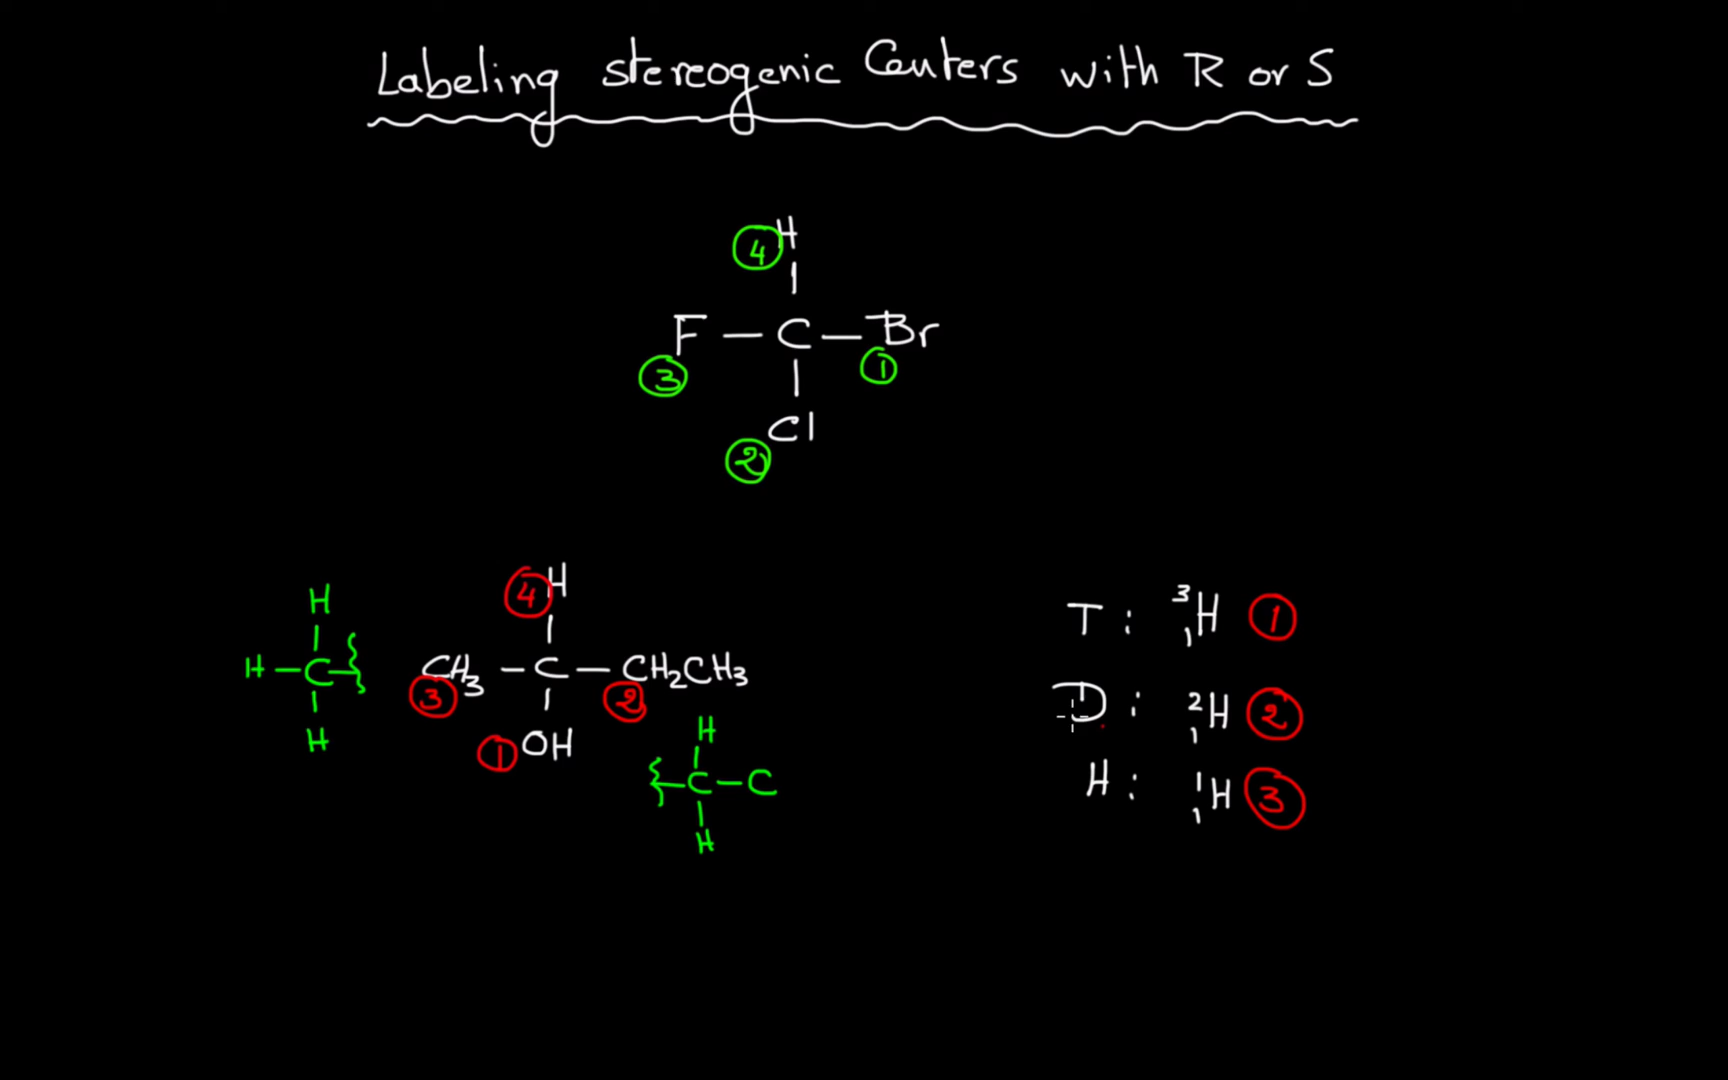 Labeling stereogenic Centers with R or S
4 H
F — C — Br
3 1
Cl
2
H
H — C —
H
4 H
CH3 — C — CH2CH3
3 2
1 OH
H
— C — C
H
T : ³₁H 1
D : ²₁H 2
H : ¹₁H 3